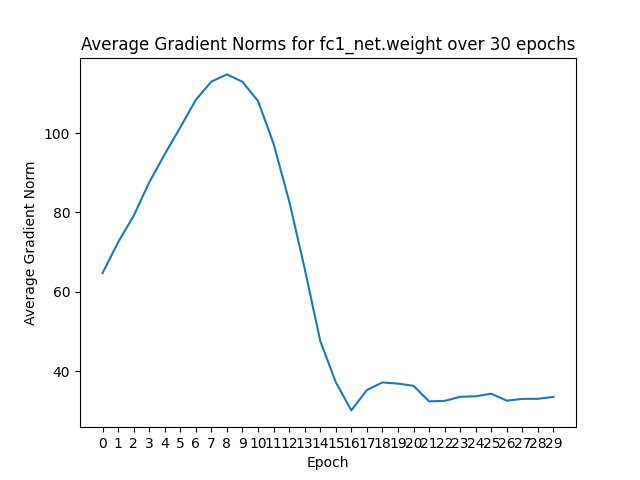 Average Gradient Norms for fc1_net.weight over 30 epochs
100
80
60
40
Average Gradient Norm
0 1 2 3 4 5 6 7 8 9 10 11 12 13 14 15 16 17 18 19 20 21 22 23 24 25 26 27 28 29
Epoch